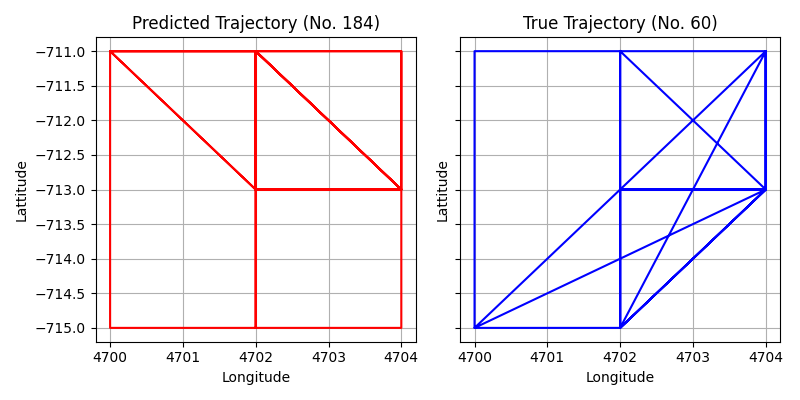 Predicted Trajectory (No. 184)
Lattitude
−711.0
−711.5
−712.0
−712.5
−713.0
−713.5
−714.0
−714.5
−715.0
4700 4701 4702 4703 4704
Longitude
True Trajectory (No. 60)
Lattitude
4700 4701 4702 4703 4704
Longitude